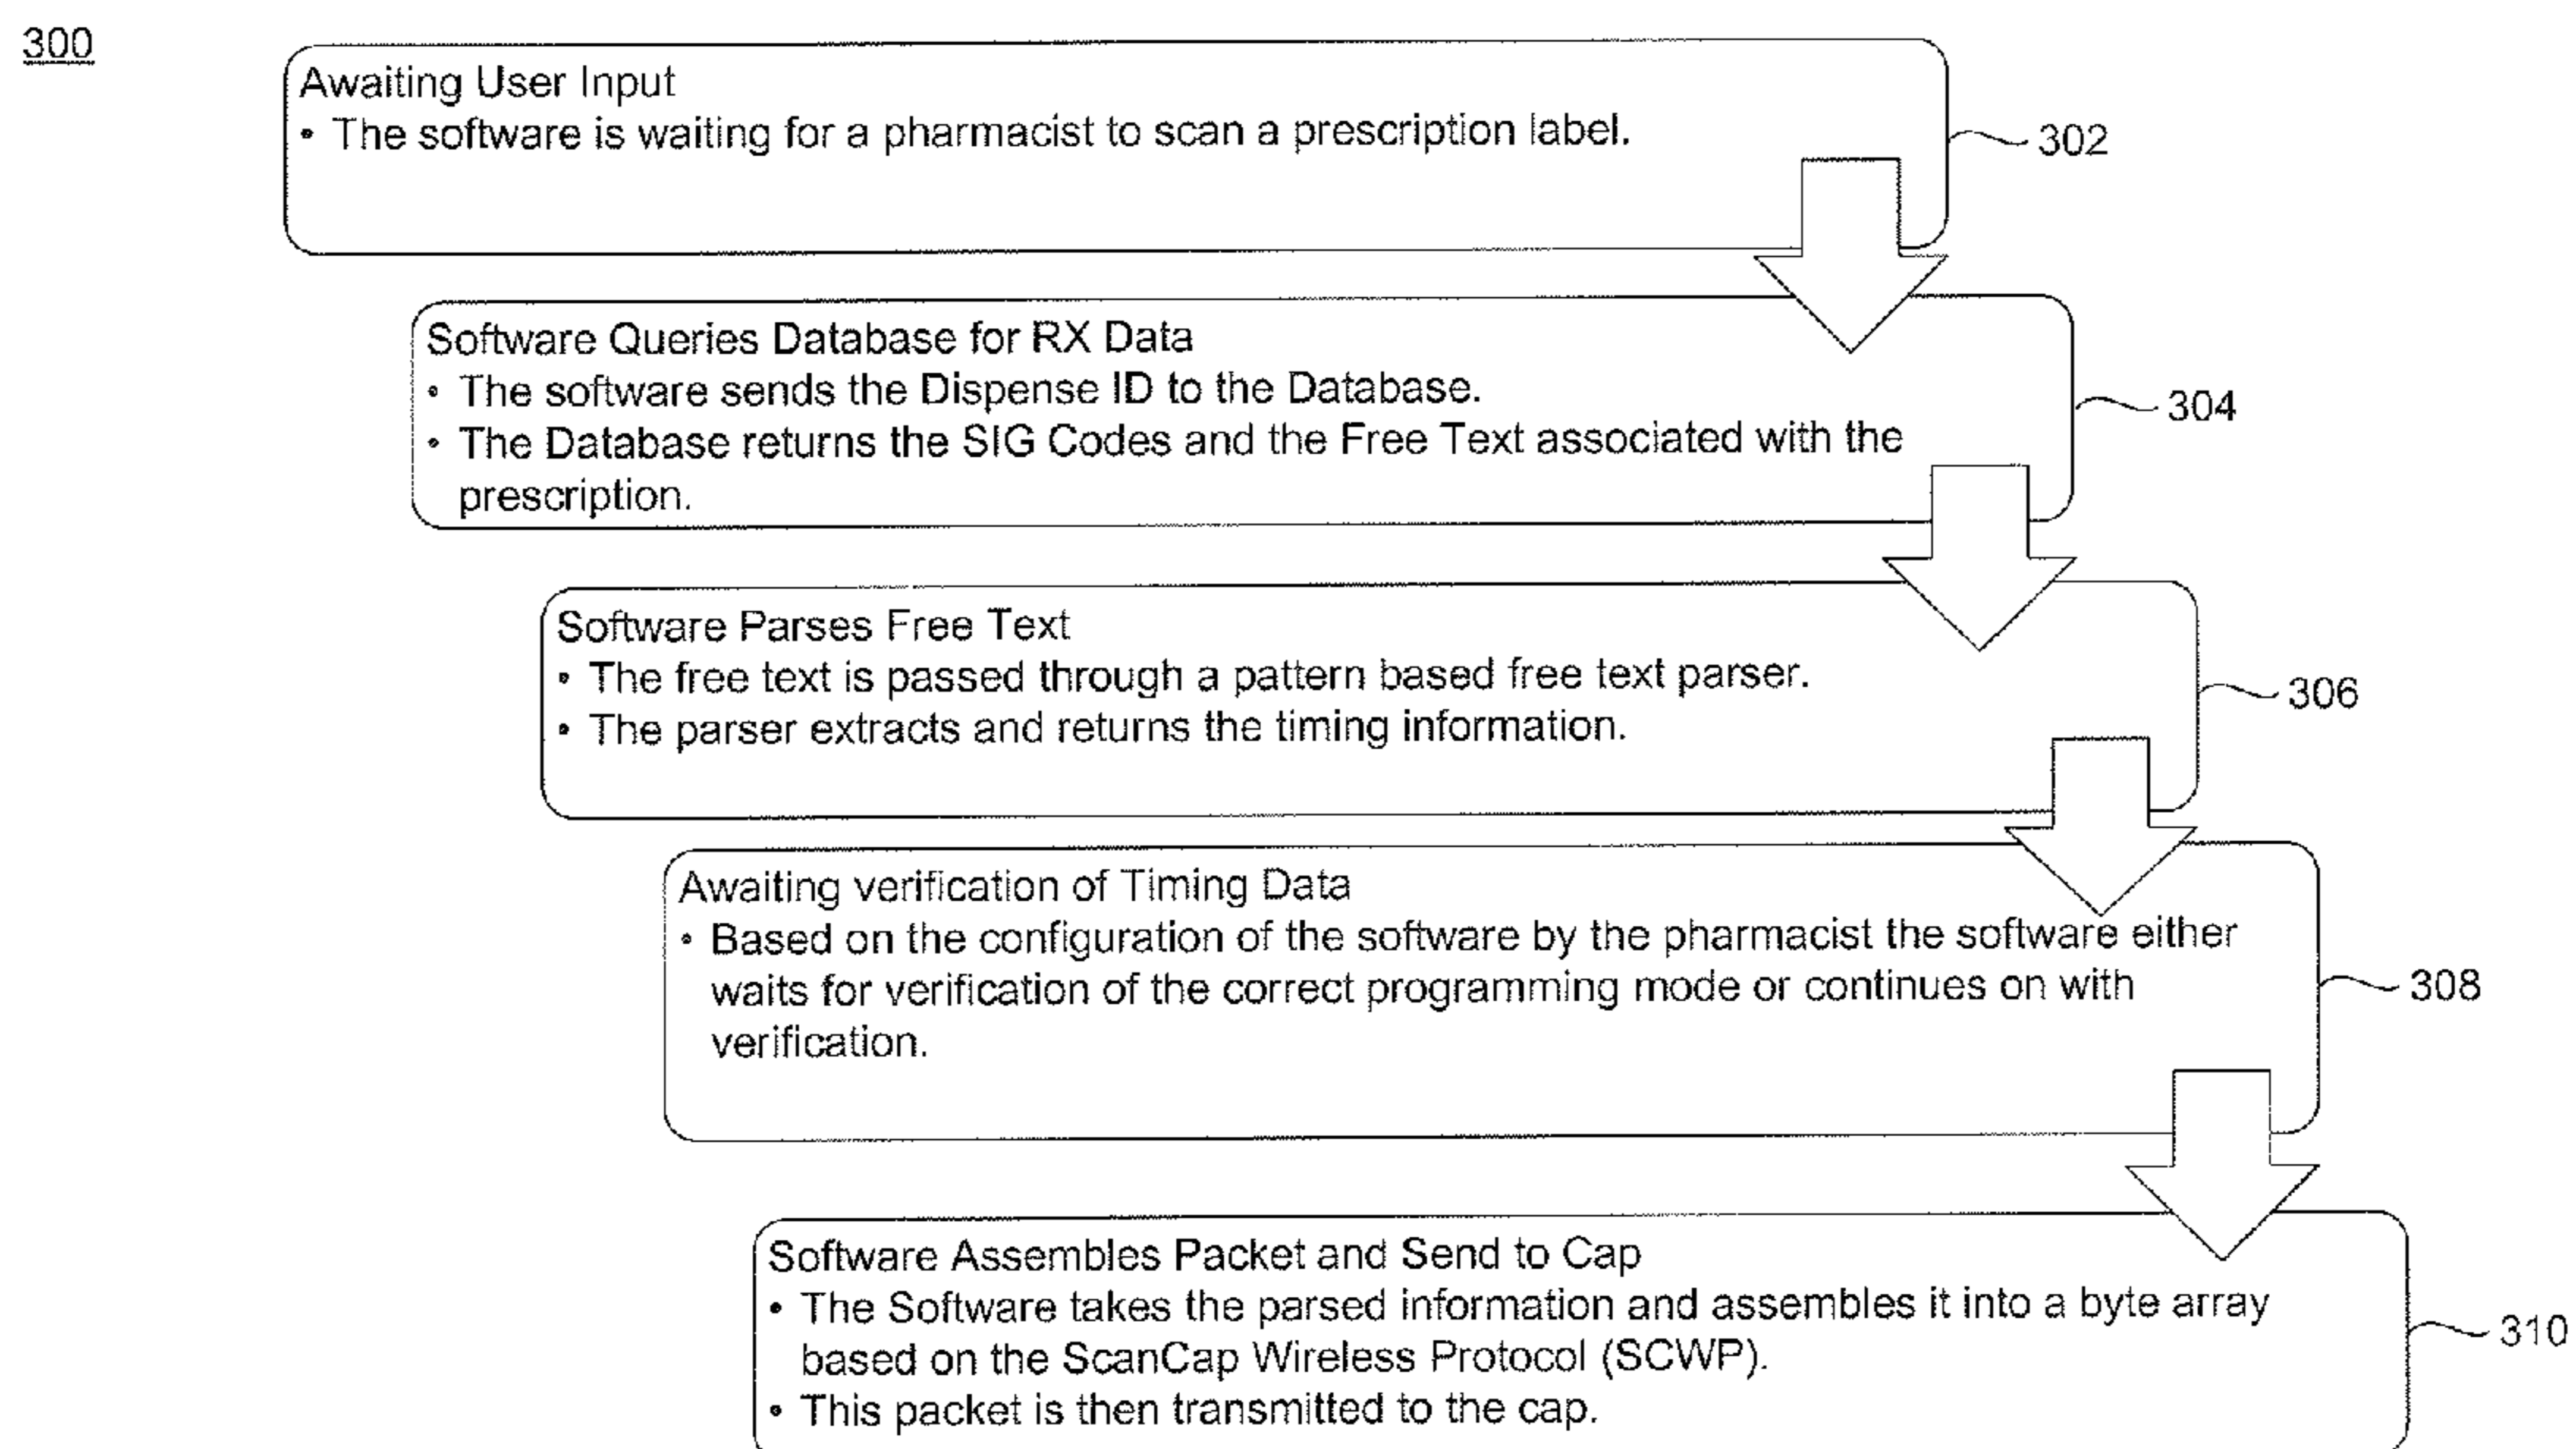 300
Awaiting User Input
• The software is waiting for a pharmacist to scan a prescription label.
302
Software Queries Database for RX Data
• The software sends the Dispense ID to the Database.
• The Database returns the SIG Codes and the Free Text associated with the
prescription.
304
Software Parses Free Text
• The free text is passed through a pattern based free text parser.
• The parser extracts and returns the timing information.
306
Awaiting verification of Timing Data
• Based on the configuration of the software by the pharmacist the software either
waits for verification of the correct programming mode or continues on with
verification.
308
Software Assembles Packet and Send to Cap
• The Software takes the parsed information and assembles it into a byte array
based on the ScanCap Wireless Protocol (SCWP).
• This packet is then transmitted to the cap.
310